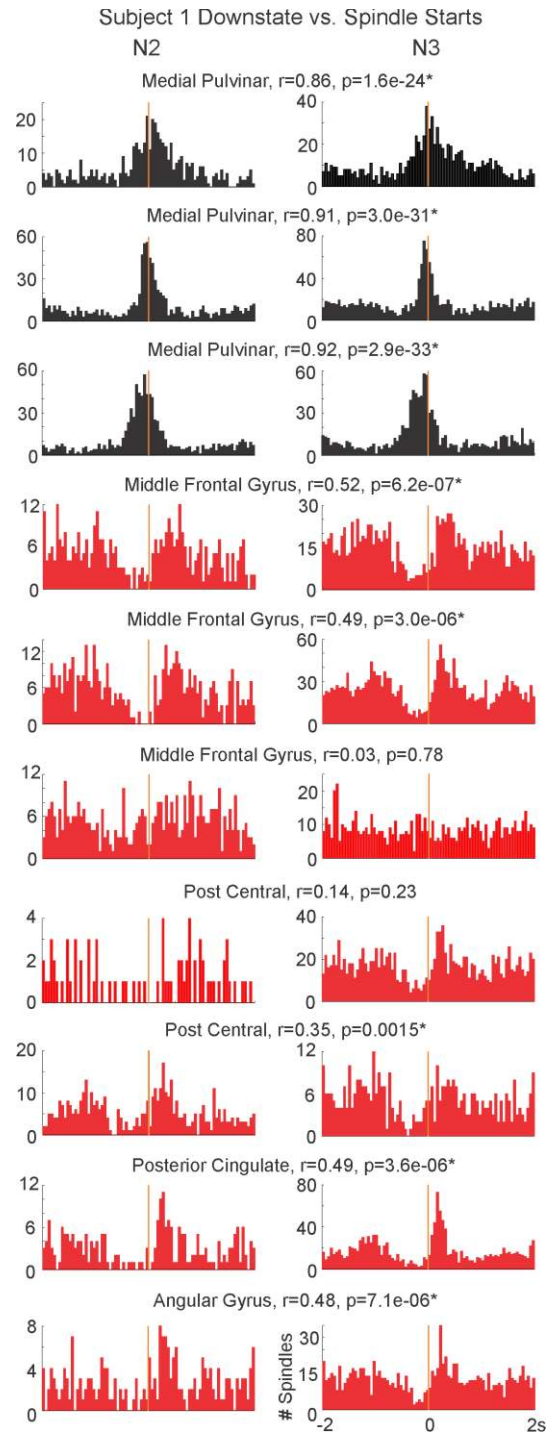 Subject 1 Downstate vs. Spindle Starts
N2 N3
Medial Pulvinar, r=0.86, p=1.6e-24*
20 40
10 20
0 0
Medial Pulvinar, r=0.91, p=3.0e-31*
60 80
30 40
0 0
Medial Pulvinar, r=0.92, p=2.9e-33*
60 60
30 30
0 0
Middle Frontal Gyrus, r=0.52, p=6.2e-07*
12 30
6 15
0 0
Middle Frontal Gyrus, r=0.49, p=3.0e-06*
12 60
6 30
0 0
Middle Frontal Gyrus, r=0.03, p=0.78
12
6 20
10
0 0
Post Central, r=0.14, p=0.23
4 40
2 20
0 0
Post Central, r=0.35, p=0.0015*
20 12
10 6
0 0
Posterior Cingulate, r=0.49, p=3.6e-06*
12 80
6 40
0 0
Angular Gyrus, r=0.48, p=7.1e-06*
8
30
4 15
0 0
# Spindles
-2 0 2s